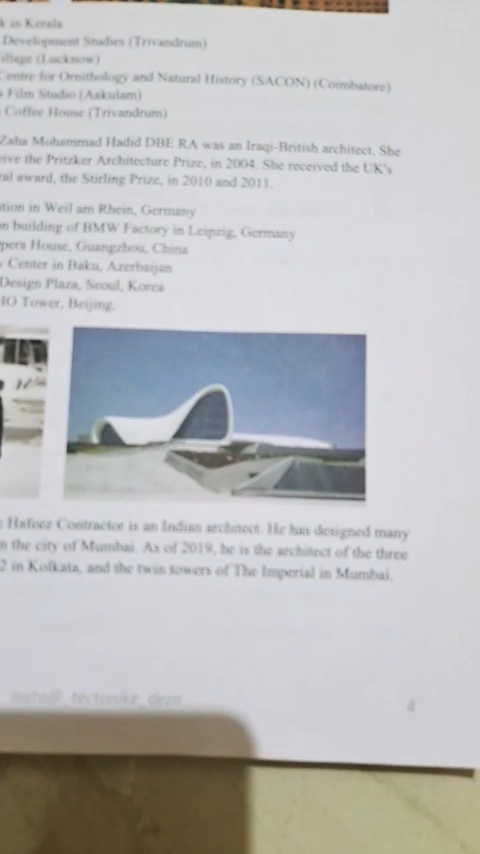 k in Kerala
Development Studies (Trivandrum)
illage (Lucknow)
Centre for Ornithology and Natural History (SACON) (Coimbatore)
Film Studio (Aakulam)
Coffee House (Trivandrum)
Zaha Mohammad Hadid DBE RA was an Iraqi-British architect. She
ive the Pritzker Architecture Prize, in 2004. She received the UK's
ral award, the Stirling Prize, in 2010 and 2011.
tion in Weil am Rhein, Germany
n building of BMW Factory in Leipzig, Germany
pera House, Guangzhou, China
Center in Baku, Azerbaijan
Design Plaza, Seoul, Korea
HO Tower, Beijing.
: Hafeez Contractor is an Indian architect. He has designed many
n the city of Mumbai. As of 2019, he is the architect of the three
2 in Kolkata, and the twin towers of The Imperial in Mumbai.
Insta@_tectonike_deze
4